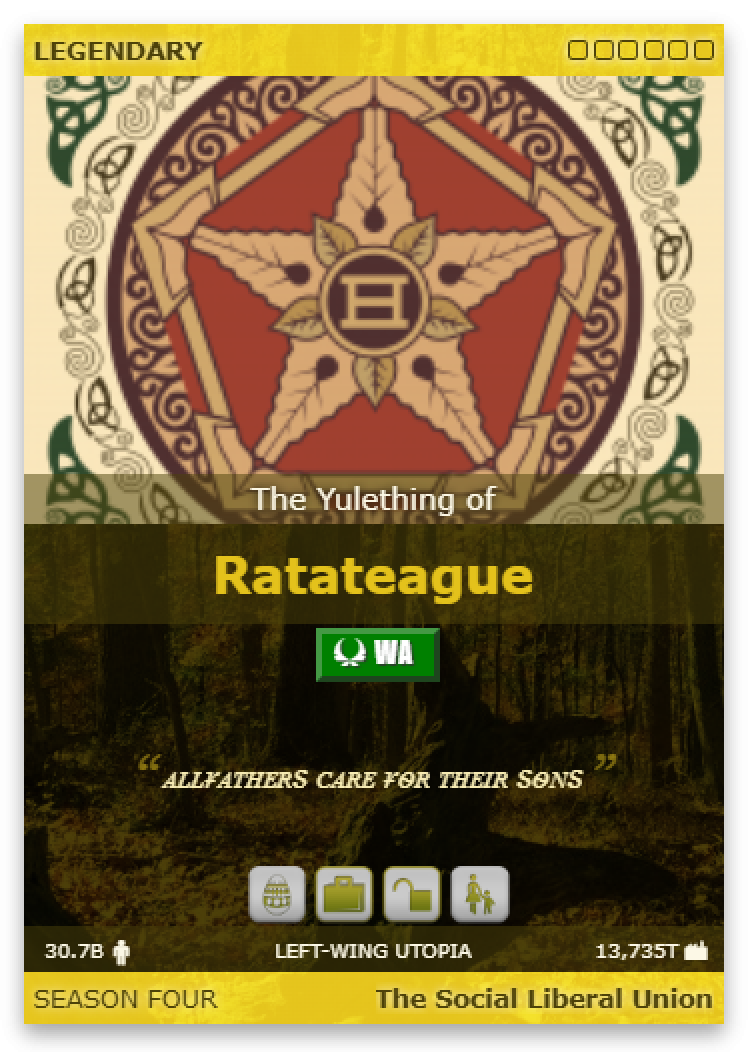 LEGENDARY
The Yulething of
Ratateague
WA
“ALLFATHERS CARE FOR THEIR SONS”
30.7B LEFT-WING UTOPIA 13,735T
SEASON FOUR The Social Liberal Union